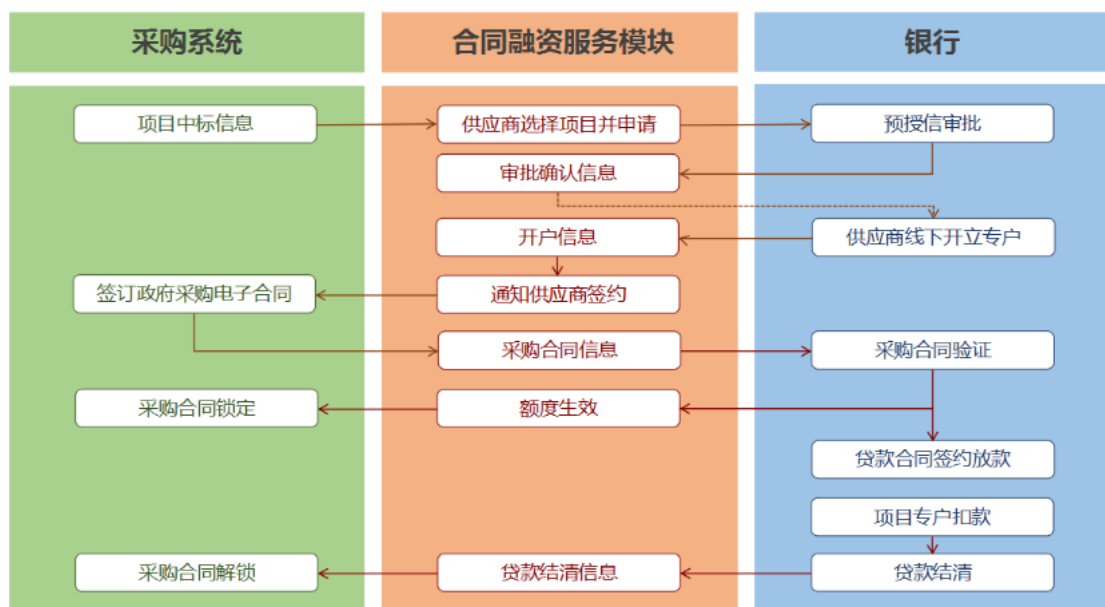 采购系统
合同融资服务模块
银行
项目中标信息
供应商选择项目并申请
预授信审批
审批确认信息
开户信息
供应商线下开立专户
签订政府采购电子合同
通知供应商签约
采购合同信息
采购合同验证
采购合同锁定
额度生效
贷款合同签约放款
项目专户扣款
采购合同解锁
贷款结清信息
贷款结清